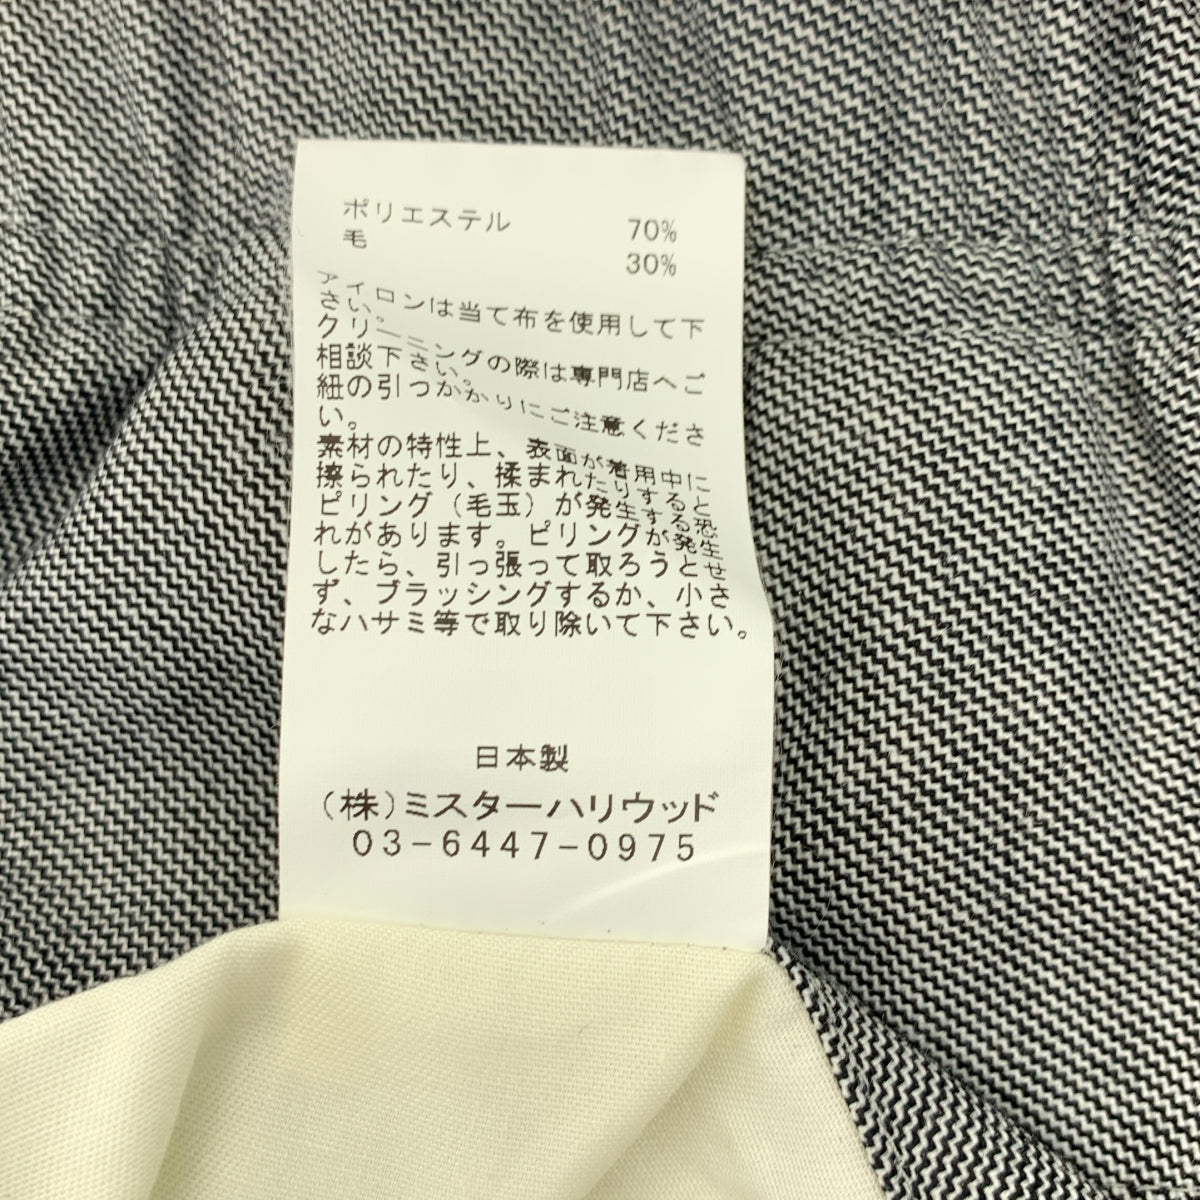 ポリエステル 70%
毛 30%
アイロンは当て布を使用して下
さい。
クリーニングの際は専門店へご
相談下さい。
紐の引っかかりにご注意くださ
い。
素材の特性上、表面が着用中に
擦られたり、揉まれたりすると
ピリング(毛玉)が発生する恐
れがあります。ピリングが発生
したら、引っ張って取ろうとせ
ず、ブラッシングするか、小さ
なハサミ等で取り除いて下さい。
日本製
(株)ミスターハリウッド
03-6447-0975